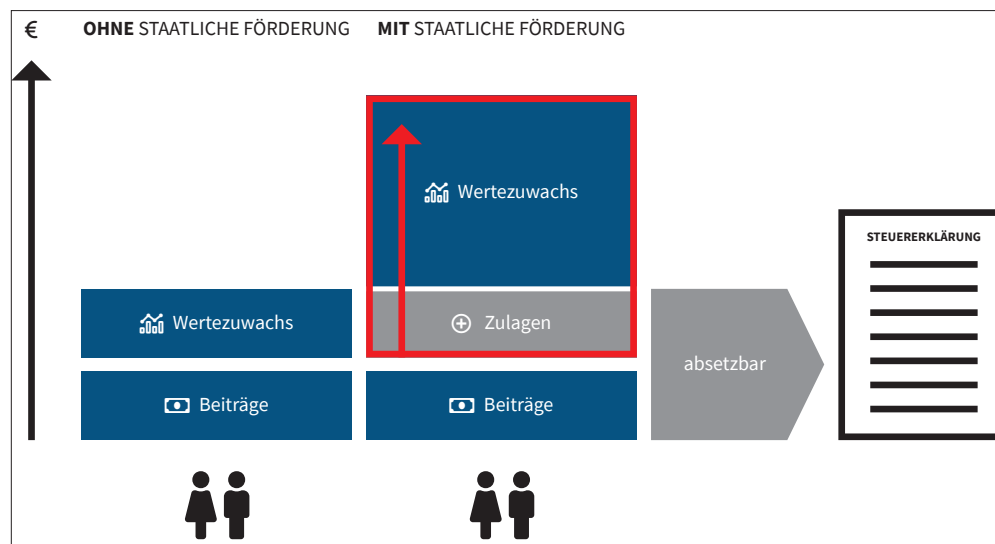 €
OHNE STAATLICHE FÖRDERUNG
MIT STAATLICHE FÖRDERUNG
Wertezuwachs
STEUERERKLÄRUNG
Wertezuwachs
Zulagen
absetzbar
Beiträge
Beiträge